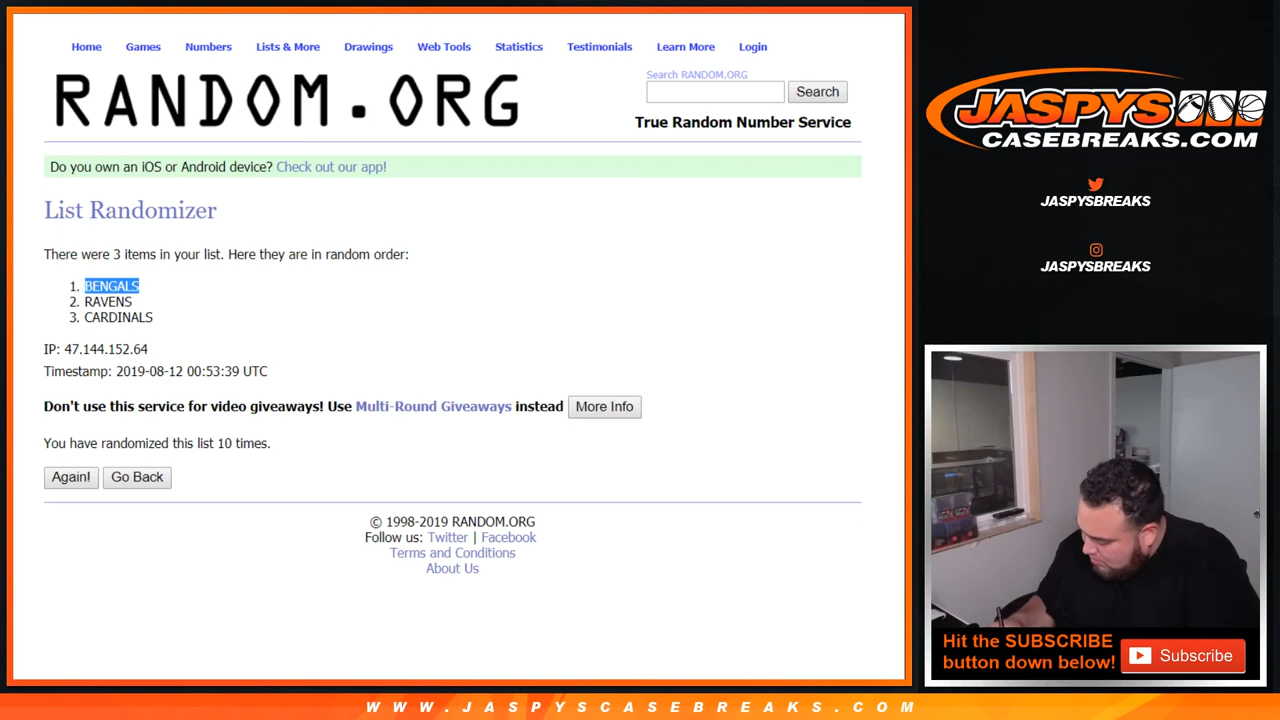 Home Games Numbers Lists & More Drawings Web Tools Statistics Testimonials Learn More Login
RANDOM.ORG
Search RANDOM.ORG
Search
True Random Number Service
Do you own an iOS or Android device? Check out our app!
List Randomizer
There were 3 items in your list. Here they are in random order:
1. BENGALS
2. RAVENS
3. CARDINALS
IP: 47.144.152.64
Timestamp: 2019-08-12 00:53:39 UTC
Don't use this service for video giveaways! Use Multi-Round Giveaways instead More Info
You have randomized this list 10 times.
Again! Go Back
© 1998-2019 RANDOM.ORG
Follow us: Twitter | Facebook
Terms and Conditions
About Us
JASPYS
CASEBREAKS.COM
JASPYSBREAKS
JASPYSBREAKS
Hit the SUBSCRIBE
button down below!
Subscribe
WWW.JASPYSCASEBREAKS.COM